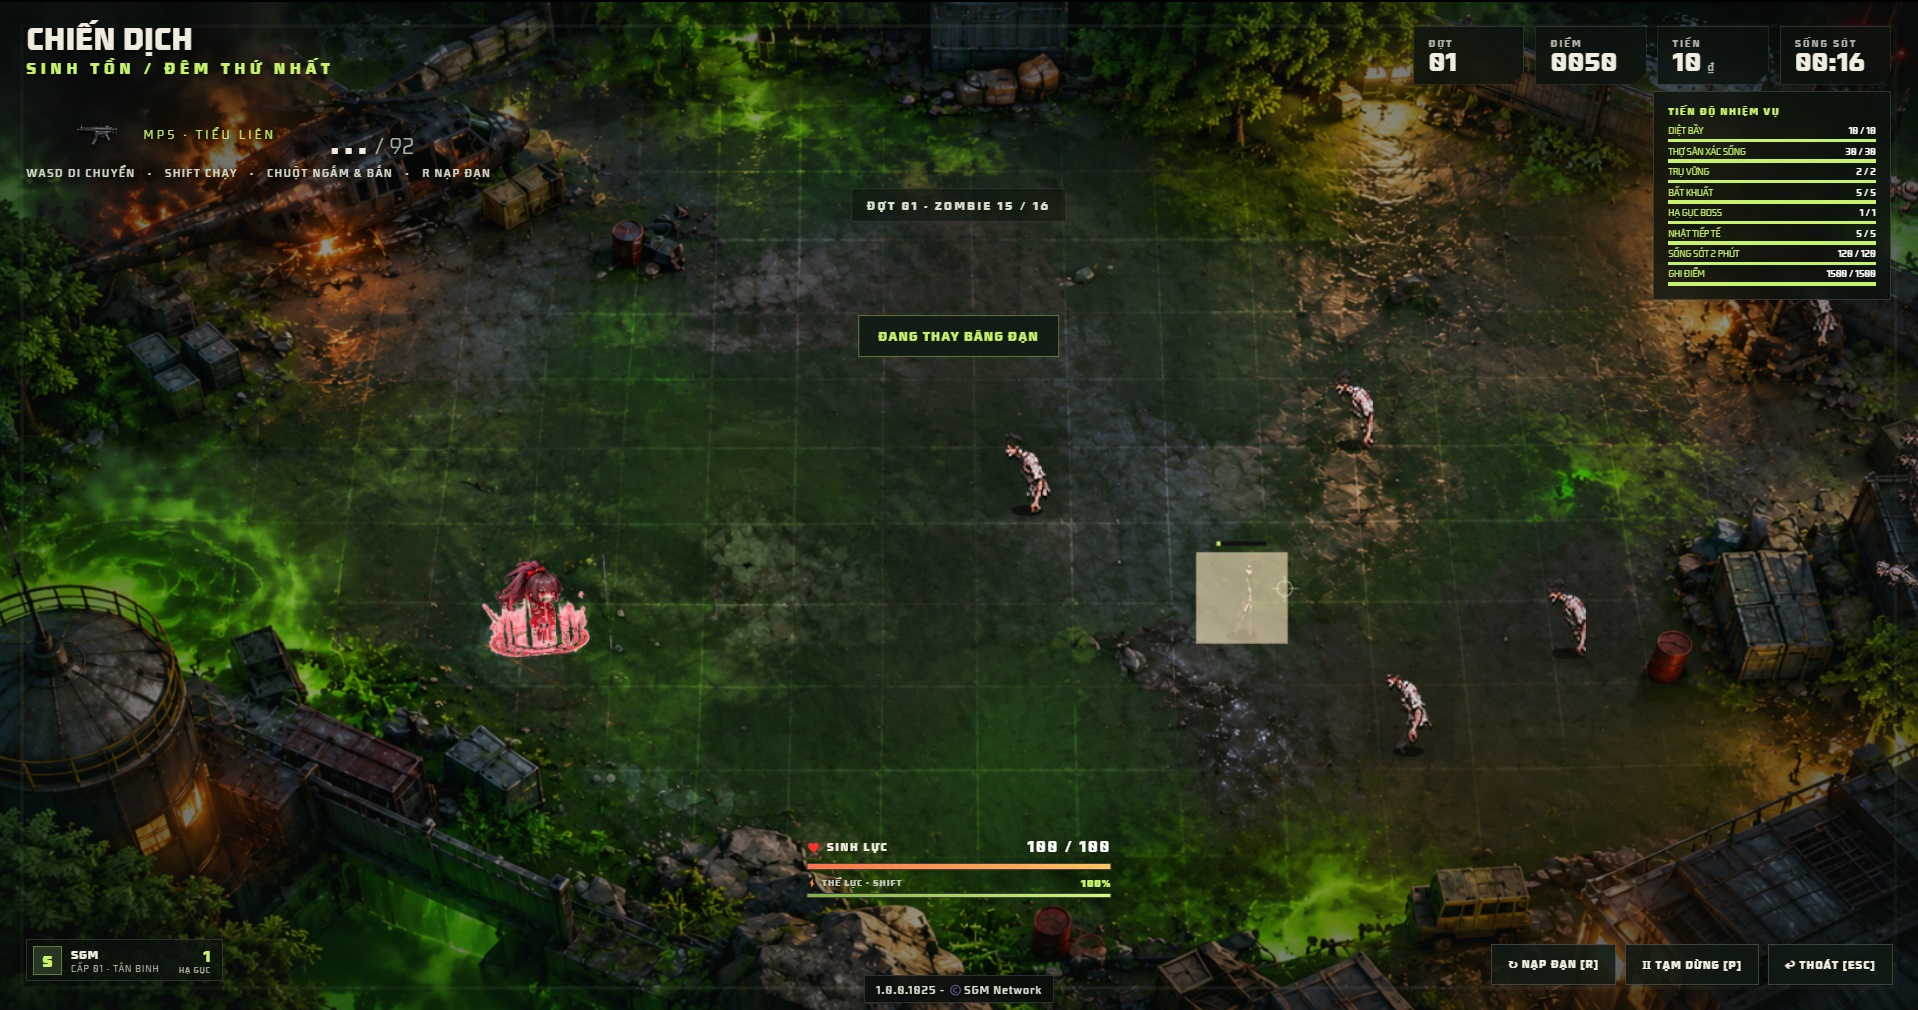 CHIẾN DỊCH
SINH TỒN / ĐÊM THỨ NHẤT
MP5 · TIỂU LIÊN
... / 92
WASD DI CHUYỂN · SHIFT CHẠY · CHUỘT NGẮM & BẮN · R NẠP ĐẠN
ĐỢT
01
ĐIỂM
0050
TIỀN
10 ₫
SỐNG SÓT
00:16
TIẾN ĐỘ NHIỆM VỤ
DIỆT BẦY 10 / 10
THỢ SĂN XÁC SỐNG 30 / 30
TRỤ VỮNG 2 / 2
BẤT KHUẤT 5 / 5
HẠ GỤC BOSS 1 / 1
NHẶT TIẾP TẾ 5 / 5
SỐNG SÓT 2 PHÚT 120 / 120
GHI ĐIỂM 1500 / 1500
ĐỢT 01 - ZOMBIE 15 / 16
ĐANG THAY BĂNG ĐẠN
SINH LỰC 100 / 100
THỂ LỰC · SHIFT 100%
S
SGM
CẤP 01 · TÂN BINH
1
HẠ GỤC
↻ NẠP ĐẠN [R]
II TẠM DỪNG [P]
↩ THOÁT [ESC]
1.0.0.1025 - © SGM Network